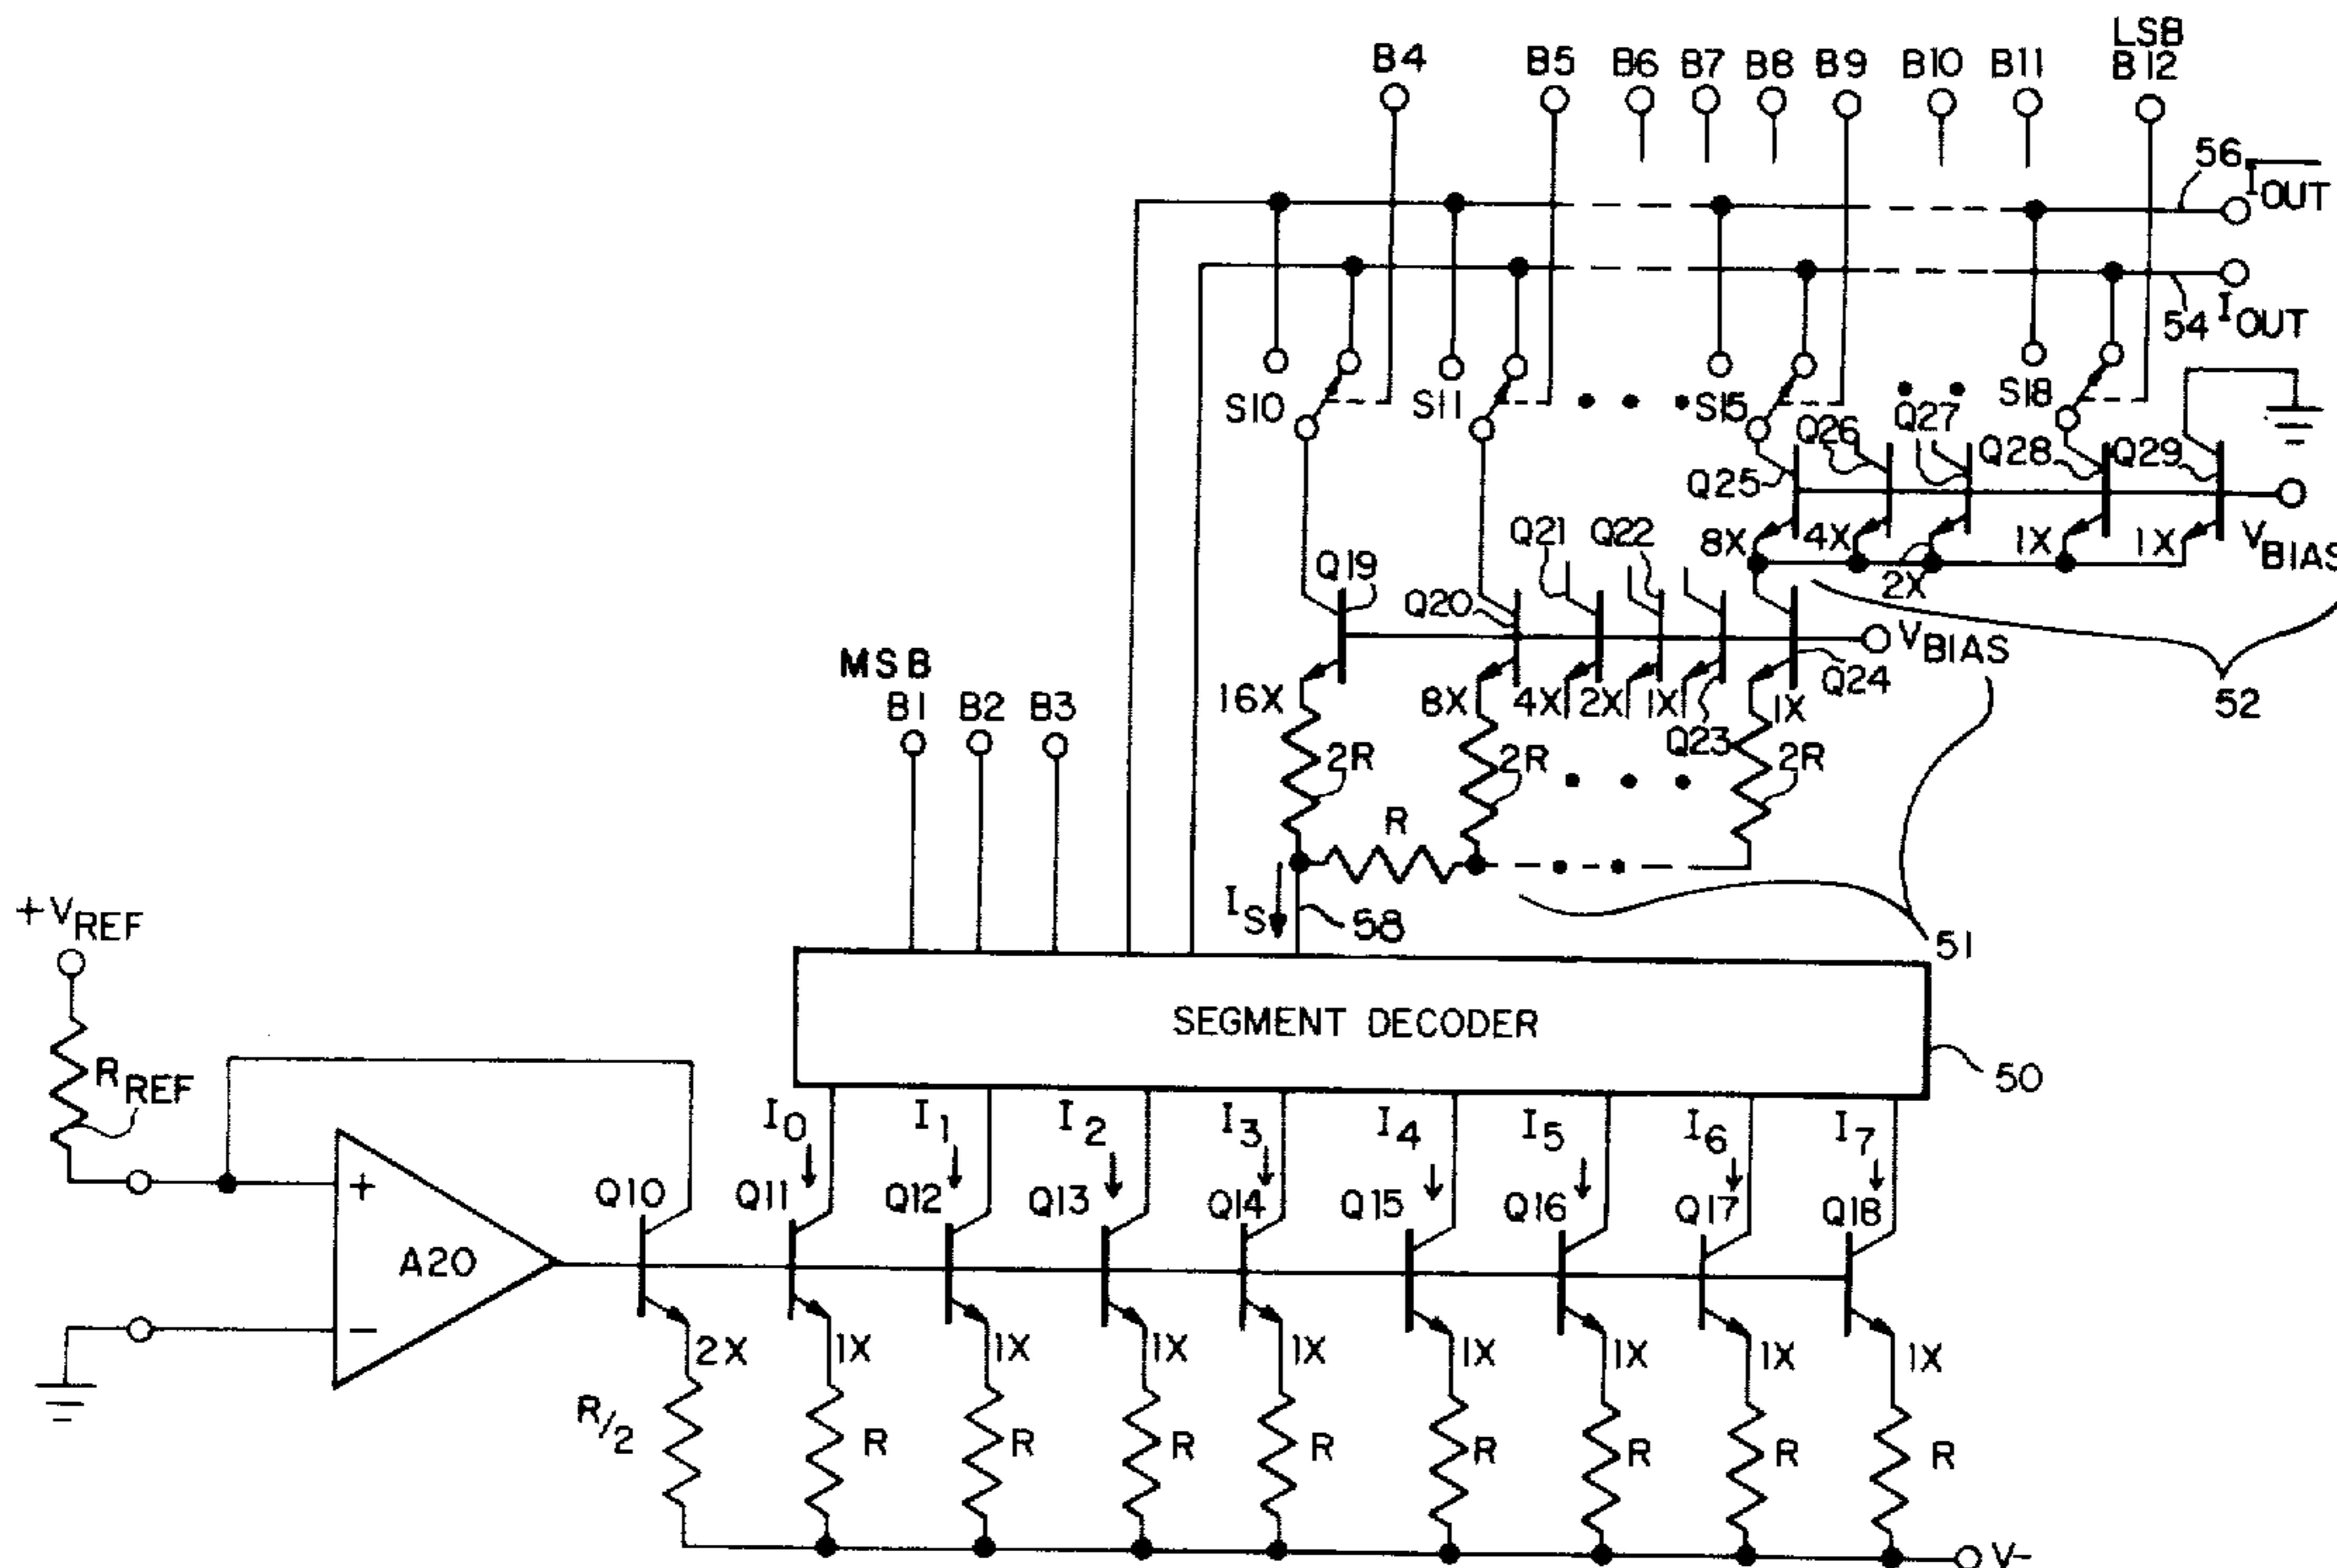 LSB
B4 B5 B6 B7 B8 B9 B10 B11 B12
56
I̅OUT
54 IOUT
S10 S11 S15 S18
Q26 Q27 Q28 Q29
Q25
8X 4X 2X 1X 1X VBIAS
Q19 Q20 Q21 Q22
VBIAS
Q24
52
MSB
B1 B2 B3
16X 8X 4X 2X 1X 1X
Q23
2R 2R 2R
R
IS 58
51
+VREF
SEGMENT DECODER
RREF
50
I0 I1 I2 I3 I4 I5 I6 I7
Q10 Q11 Q12 Q13 Q14 Q15 Q16 Q17 Q18
+
A20
−
2X 1X 1X 1X 1X 1X 1X 1X 1X
R/2 R R R R R R R R
V-